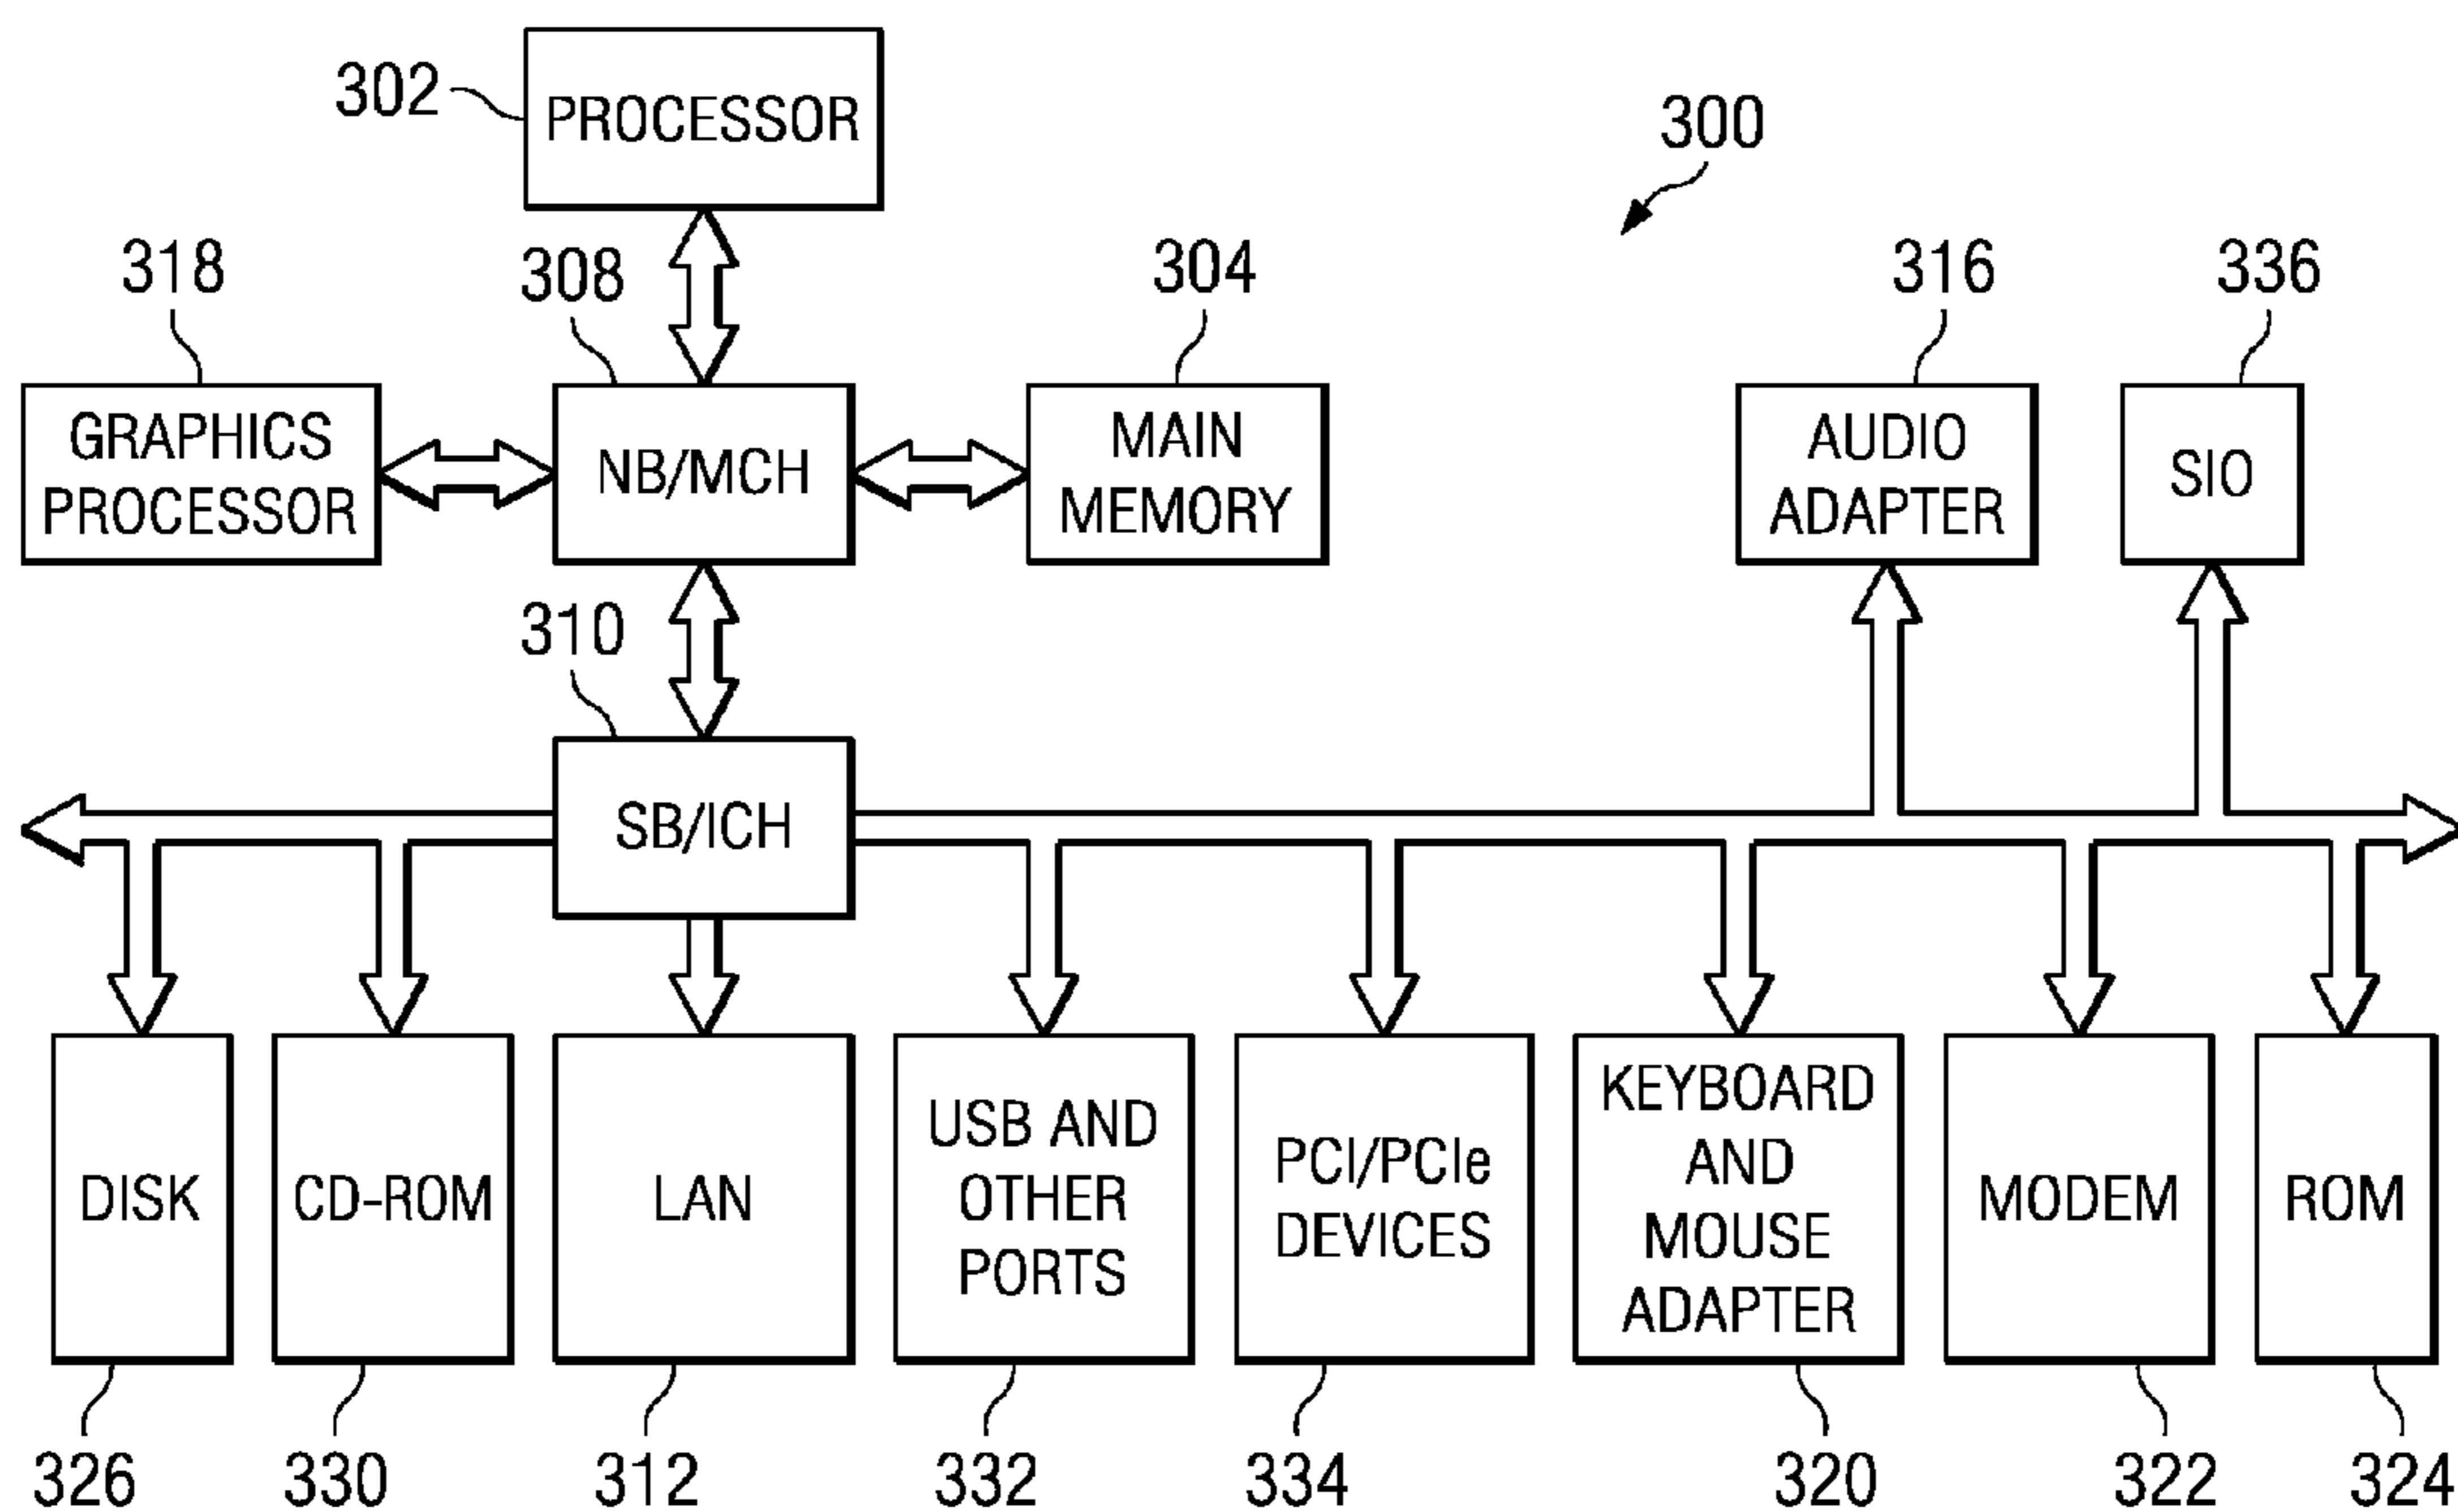 302
PROCESSOR
300
318
308
304
316
336
GRAPHICS
PROCESSOR
NB/MCH
MAIN
MEMORY
AUDIO
ADAPTER
SIO
310
SB/ICH
DISK
CD-ROM
LAN
USB AND
OTHER
PORTS
PCI/PCIe
DEVICES
KEYBOARD
AND
MOUSE
ADAPTER
MODEM
ROM
326
330
312
332
334
320
322
324